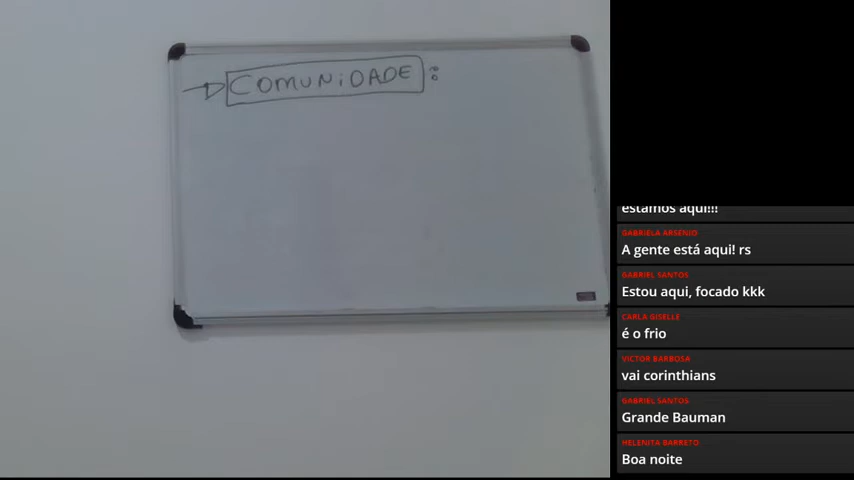 COMUNiDADE:
estamos aqui!!!
GABRIELA ARSENIO
A gente está aqui! rs
GABRIEL SANTOS
Estou aqui, focado kkk
CARLA GISELLE
é o frio
VICTOR BARBOSA
vai corinthians
GABRIEL SANTOS
Grande Bauman
HELENITA BARRETO
Boa noite